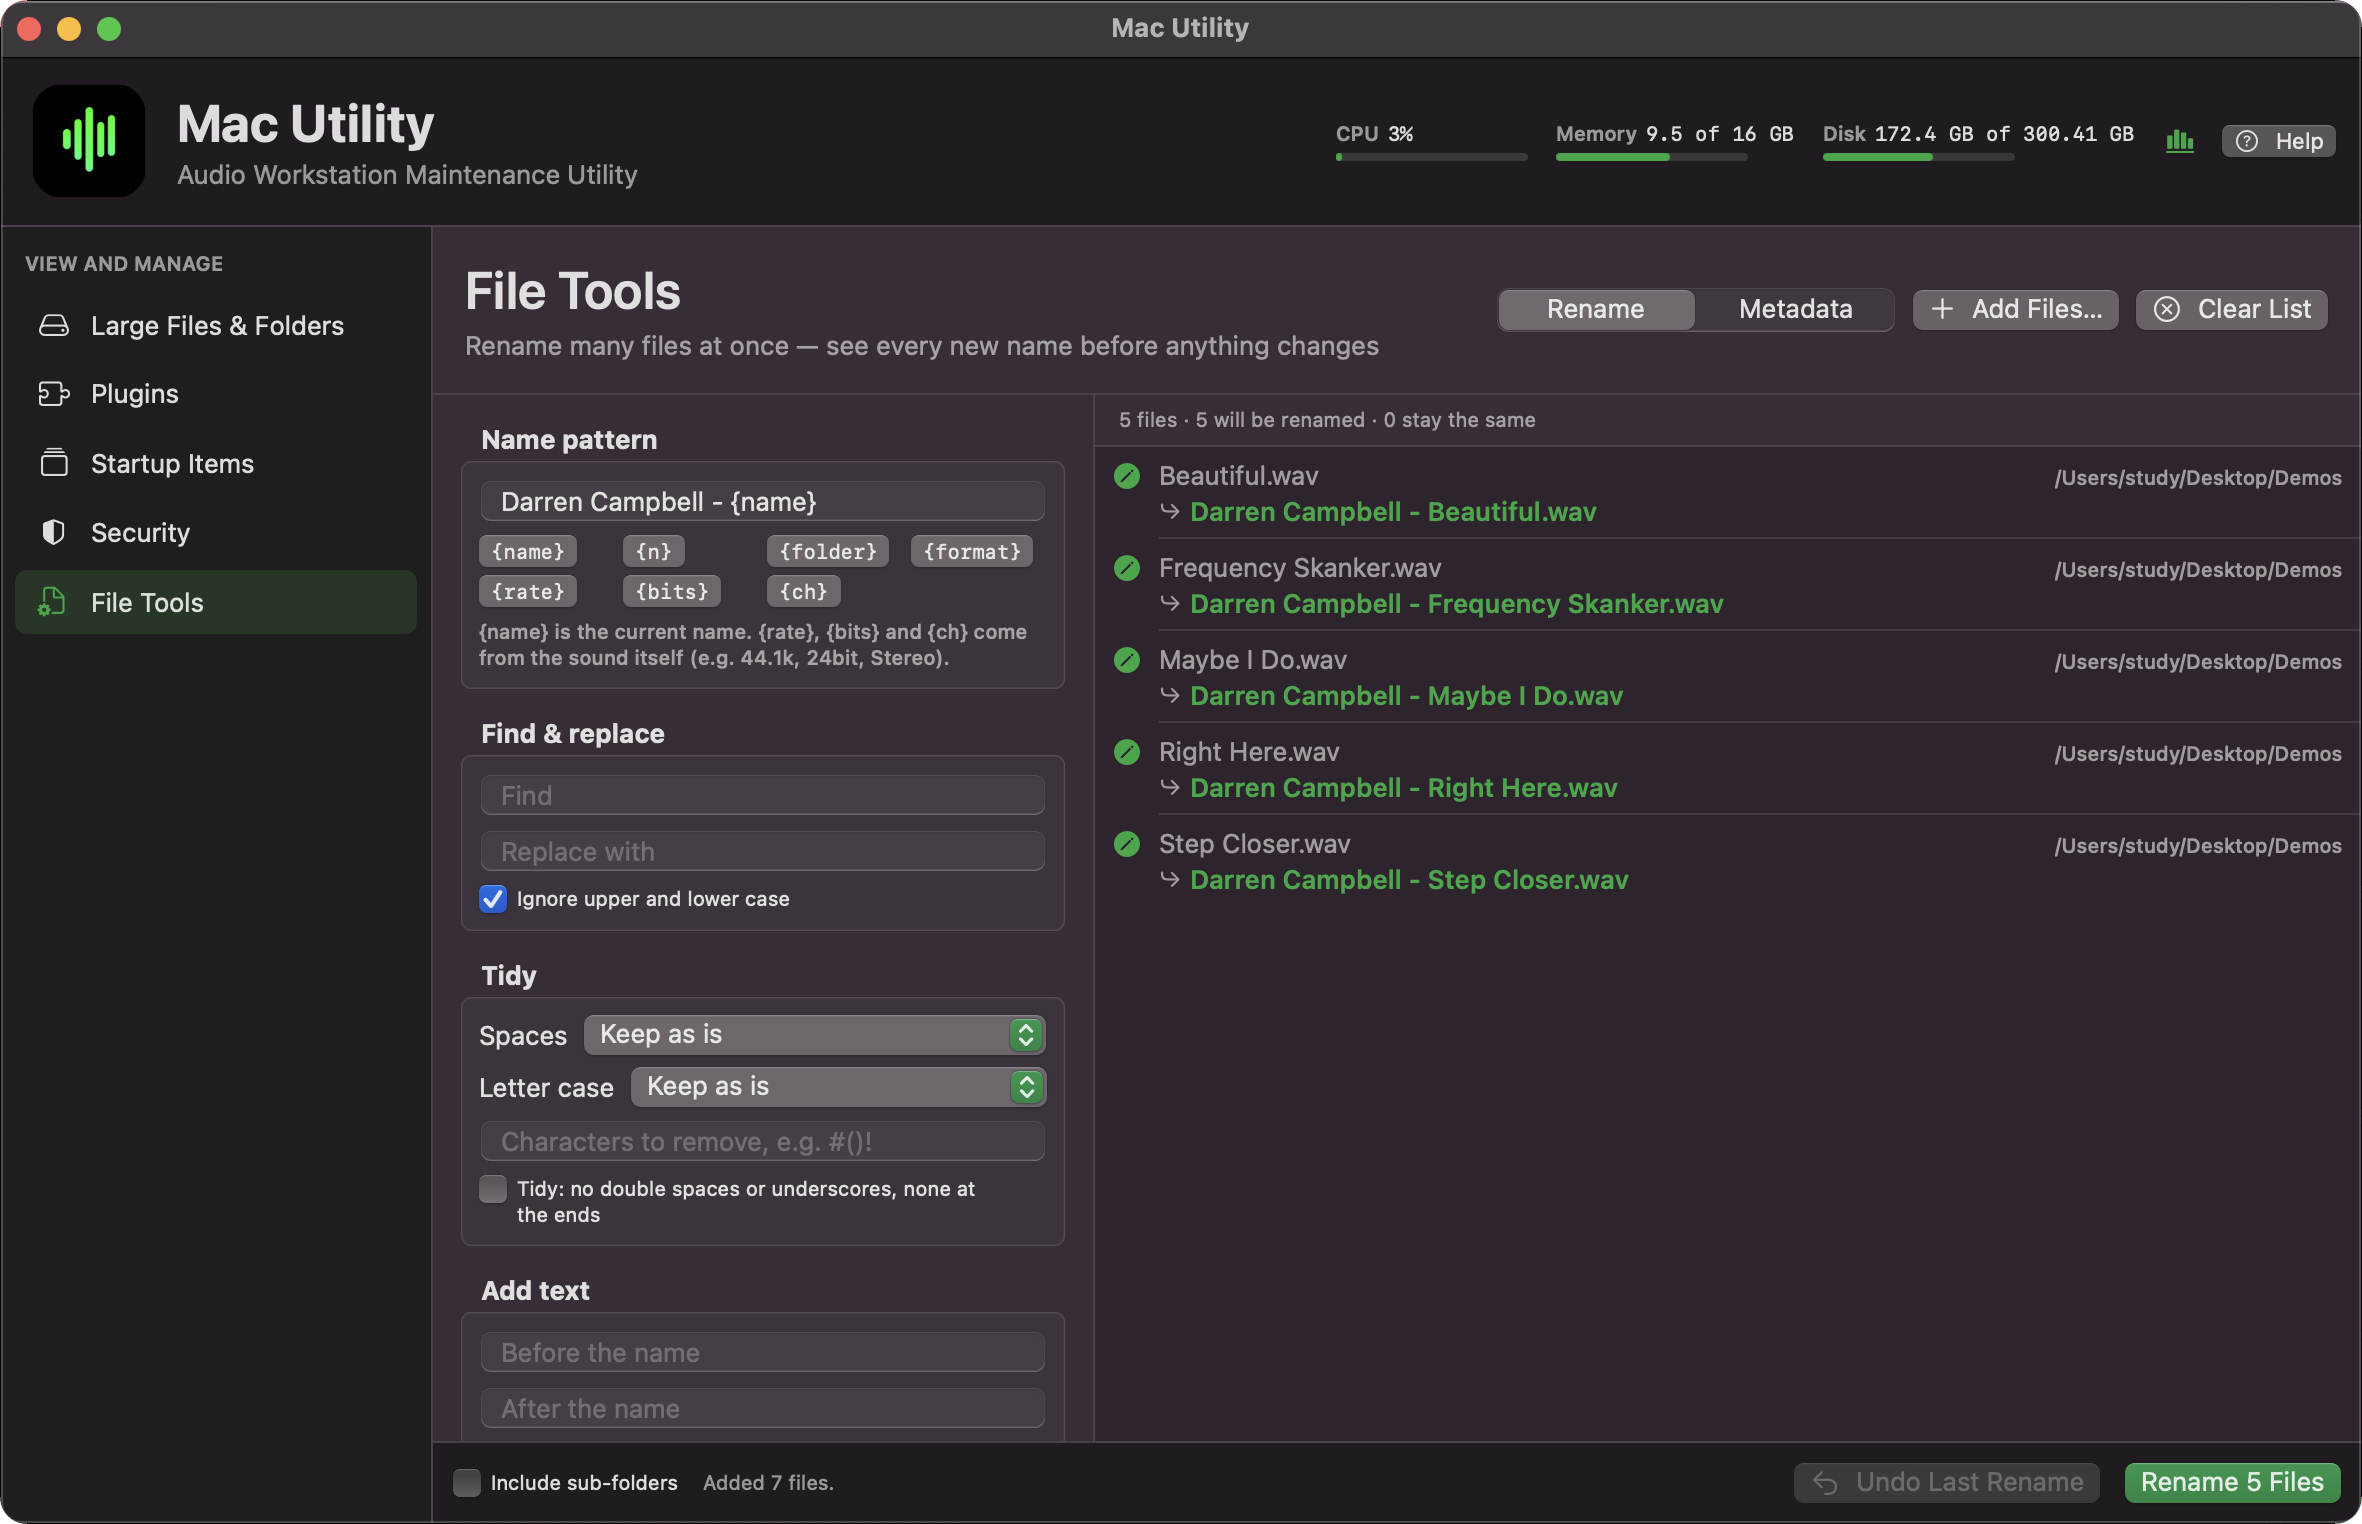 Mac Utility
Mac Utility
Audio Workstation Maintenance Utility
CPU 3%
Memory 9.5 of 16 GB
Disk 172.4 GB of 300.41 GB
Help
VIEW AND MANAGE
Large Files & Folders
Plugins
Startup Items
Security
File Tools
File Tools
Rename many files at once — see every new name before anything changes
Rename
Metadata
Add Files...
Clear List
Name pattern
Darren Campbell - {name}
{name} {n} {folder} {format}
{rate} {bits} {ch}
{name} is the current name. {rate}, {bits} and {ch} come
from the sound itself (e.g. 44.1k, 24bit, Stereo).
Find & replace
Find
Replace with
Ignore upper and lower case
Tidy
Spaces Keep as is
Letter case Keep as is
Characters to remove, e.g. #()!
Tidy: no double spaces or underscores, none at
the ends
Add text
Before the name
After the name
5 files · 5 will be renamed · 0 stay the same
Beautiful.wav /Users/study/Desktop/Demos
Darren Campbell - Beautiful.wav
Frequency Skanker.wav /Users/study/Desktop/Demos
Darren Campbell - Frequency Skanker.wav
Maybe I Do.wav /Users/study/Desktop/Demos
Darren Campbell - Maybe I Do.wav
Right Here.wav /Users/study/Desktop/Demos
Darren Campbell - Right Here.wav
Step Closer.wav /Users/study/Desktop/Demos
Darren Campbell - Step Closer.wav
Include sub-folders
Added 7 files.
Undo Last Rename
Rename 5 Files